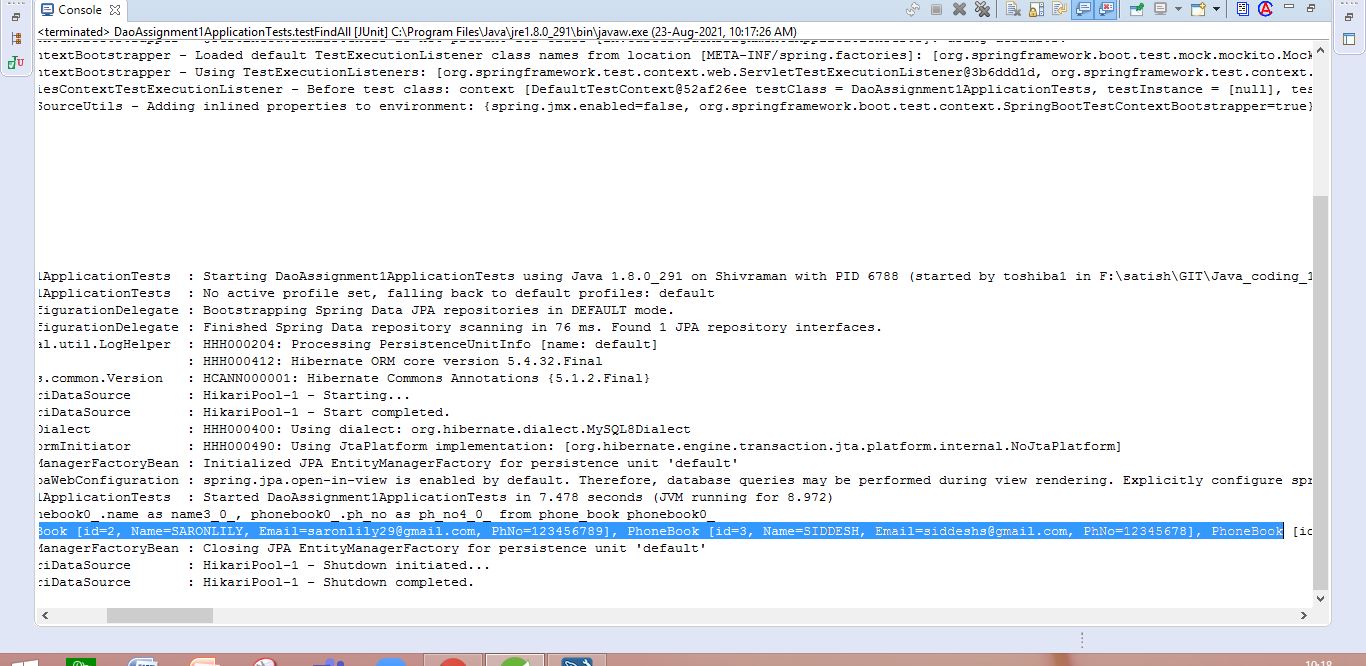 Console
<terminated> DaoAssignment1ApplicationTests.testFindAll [JUnit] C:\Program Files\Java\jre1.8.0_291\bin\javaw.exe (23-Aug-2021, 10:17:26 AM)
ntextBootstrapper - Loaded default TestExecutionListener class names from location [META-INF/spring.factories]: [org.springframework.boot.test.mock.mockito.Mock
ntextBootstrapper - Using TestExecutionListeners: [org.springframework.test.context.web.ServletTestExecutionListener@3b6ddd1d, org.springframework.test.context.
iesContextTestExecutionListener - Before test class: context [DefaultTestContext@52af26ee testClass = DaoAssignment1ApplicationTests, testInstance = [null], tes
SourceUtils - Adding inlined properties to environment: {spring.jmx.enabled=false, org.springframework.boot.test.context.SpringBootTestContextBootstrapper=true}
1ApplicationTests : Starting DaoAssignment1ApplicationTests using Java 1.8.0_291 on Shivraman with PID 6788 (started by toshiba1 in F:\satish\GIT\Java_coding_1
1ApplicationTests : No active profile set, falling back to default profiles: default
figurationDelegate : Bootstrapping Spring Data JPA repositories in DEFAULT mode.
figurationDelegate : Finished Spring Data repository scanning in 76 ms. Found 1 JPA repository interfaces.
al.util.LogHelper : HHH000204: Processing PersistenceUnitInfo [name: default]
: HHH000412: Hibernate ORM core version 5.4.32.Final
s.common.Version : HCANN000001: Hibernate Commons Annotations {5.1.2.Final}
riDataSource : HikariPool-1 - Starting...
riDataSource : HikariPool-1 - Start completed.
Dialect : HHH000400: Using dialect: org.hibernate.dialect.MySQL8Dialect
ormInitiator : HHH000490: Using JtaPlatform implementation: [org.hibernate.engine.transaction.jta.platform.internal.NoJtaPlatform]
ManagerFactoryBean : Initialized JPA EntityManagerFactory for persistence unit 'default'
paWebConfiguration : spring.jpa.open-in-view is enabled by default. Therefore, database queries may be performed during view rendering. Explicitly configure spr
1ApplicationTests : Started DaoAssignment1ApplicationTests in 7.478 seconds (JVM running for 8.972)
nebook0_.name as name3_0_, phonebook0_.ph_no as ph_no4_0_ from phone_book phonebook0_
Book [id=2, Name=SARONLILY, Email=saronlily29@gmail.com, PhNo=123456789], PhoneBook [id=3, Name=SIDDESH, Email=siddeshs@gmail.com, PhNo=12345678], PhoneBook [id
ManagerFactoryBean : Closing JPA EntityManagerFactory for persistence unit 'default'
riDataSource : HikariPool-1 - Shutdown initiated...
riDataSource : HikariPool-1 - Shutdown completed.
10:18